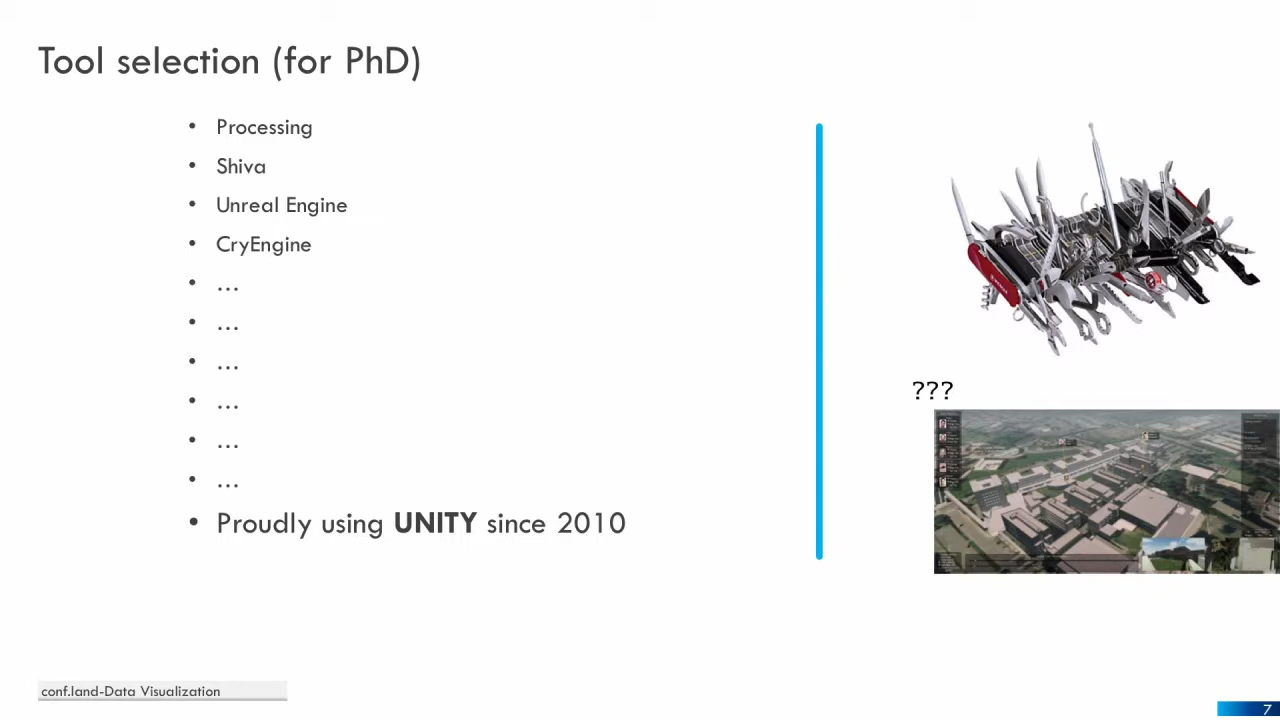 Tool selection (for PhD)
• Processing
• Shiva
• Unreal Engine
• CryEngine
• ...
• ...
• ...
• ...
• ...
• ...
• Proudly using UNITY since 2010
???
conf.land-Data Visualization
7